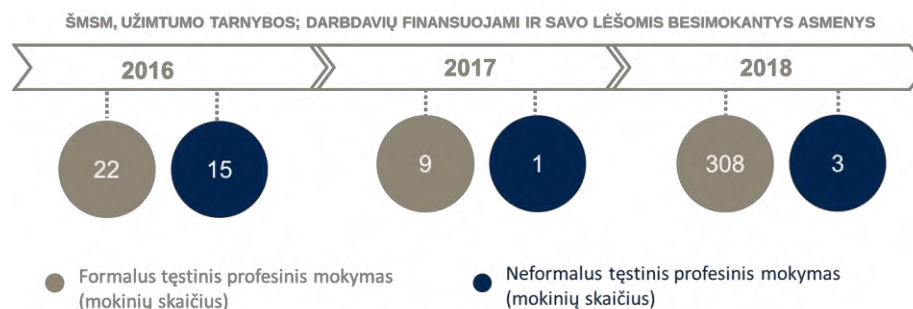 ŠMSM, UŽIMTUMO TARNYBOS; DARBDAVIŲ FINANSUOJAMI IR SAVO LĖŠOMIS BESIMOKANTYS ASMENYS
2016 2017 2018
22 15 9 1 308 3
Formalus tęstinis profesinis mokymas
(mokinių skaičius)
Neformalus tęstinis profesinis mokymas
(mokinių skaičius)